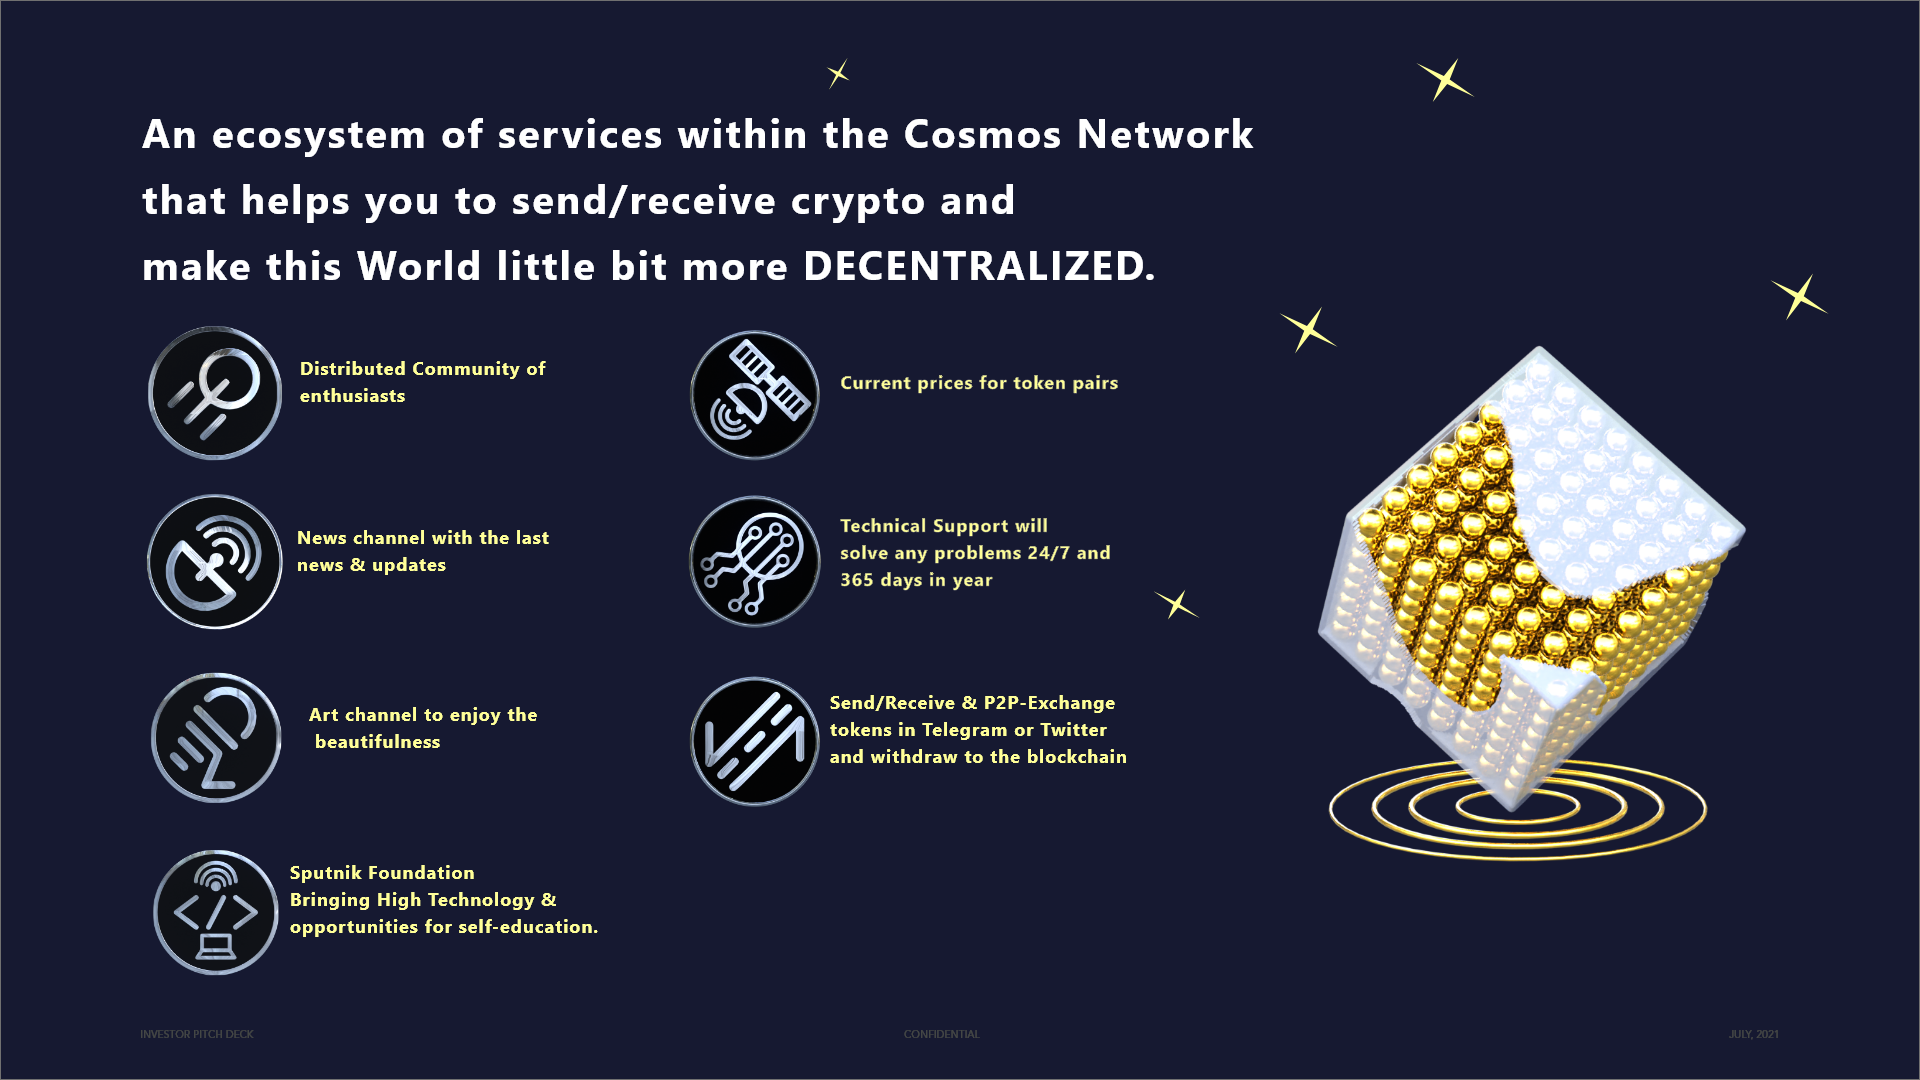 An ecosystem of services within the Cosmos Network
that helps you to send/receive crypto and
make this World little bit more DECENTRALIZED.
Distributed Community of
enthusiasts
News channel with the last
news & updates
Art channel to enjoy the
beautifulness
Sputnik Foundation
Bringing High Technology &
opportunities for self-education.
Current prices for token pairs
Technical Support will
solve any problems 24/7 and
365 days in year
Send/Receive & P2P-Exchange
tokens in Telegram or Twitter
and withdraw to the blockchain
INVESTOR PITCH DECK
CONFIDENTIAL
JULY, 2021